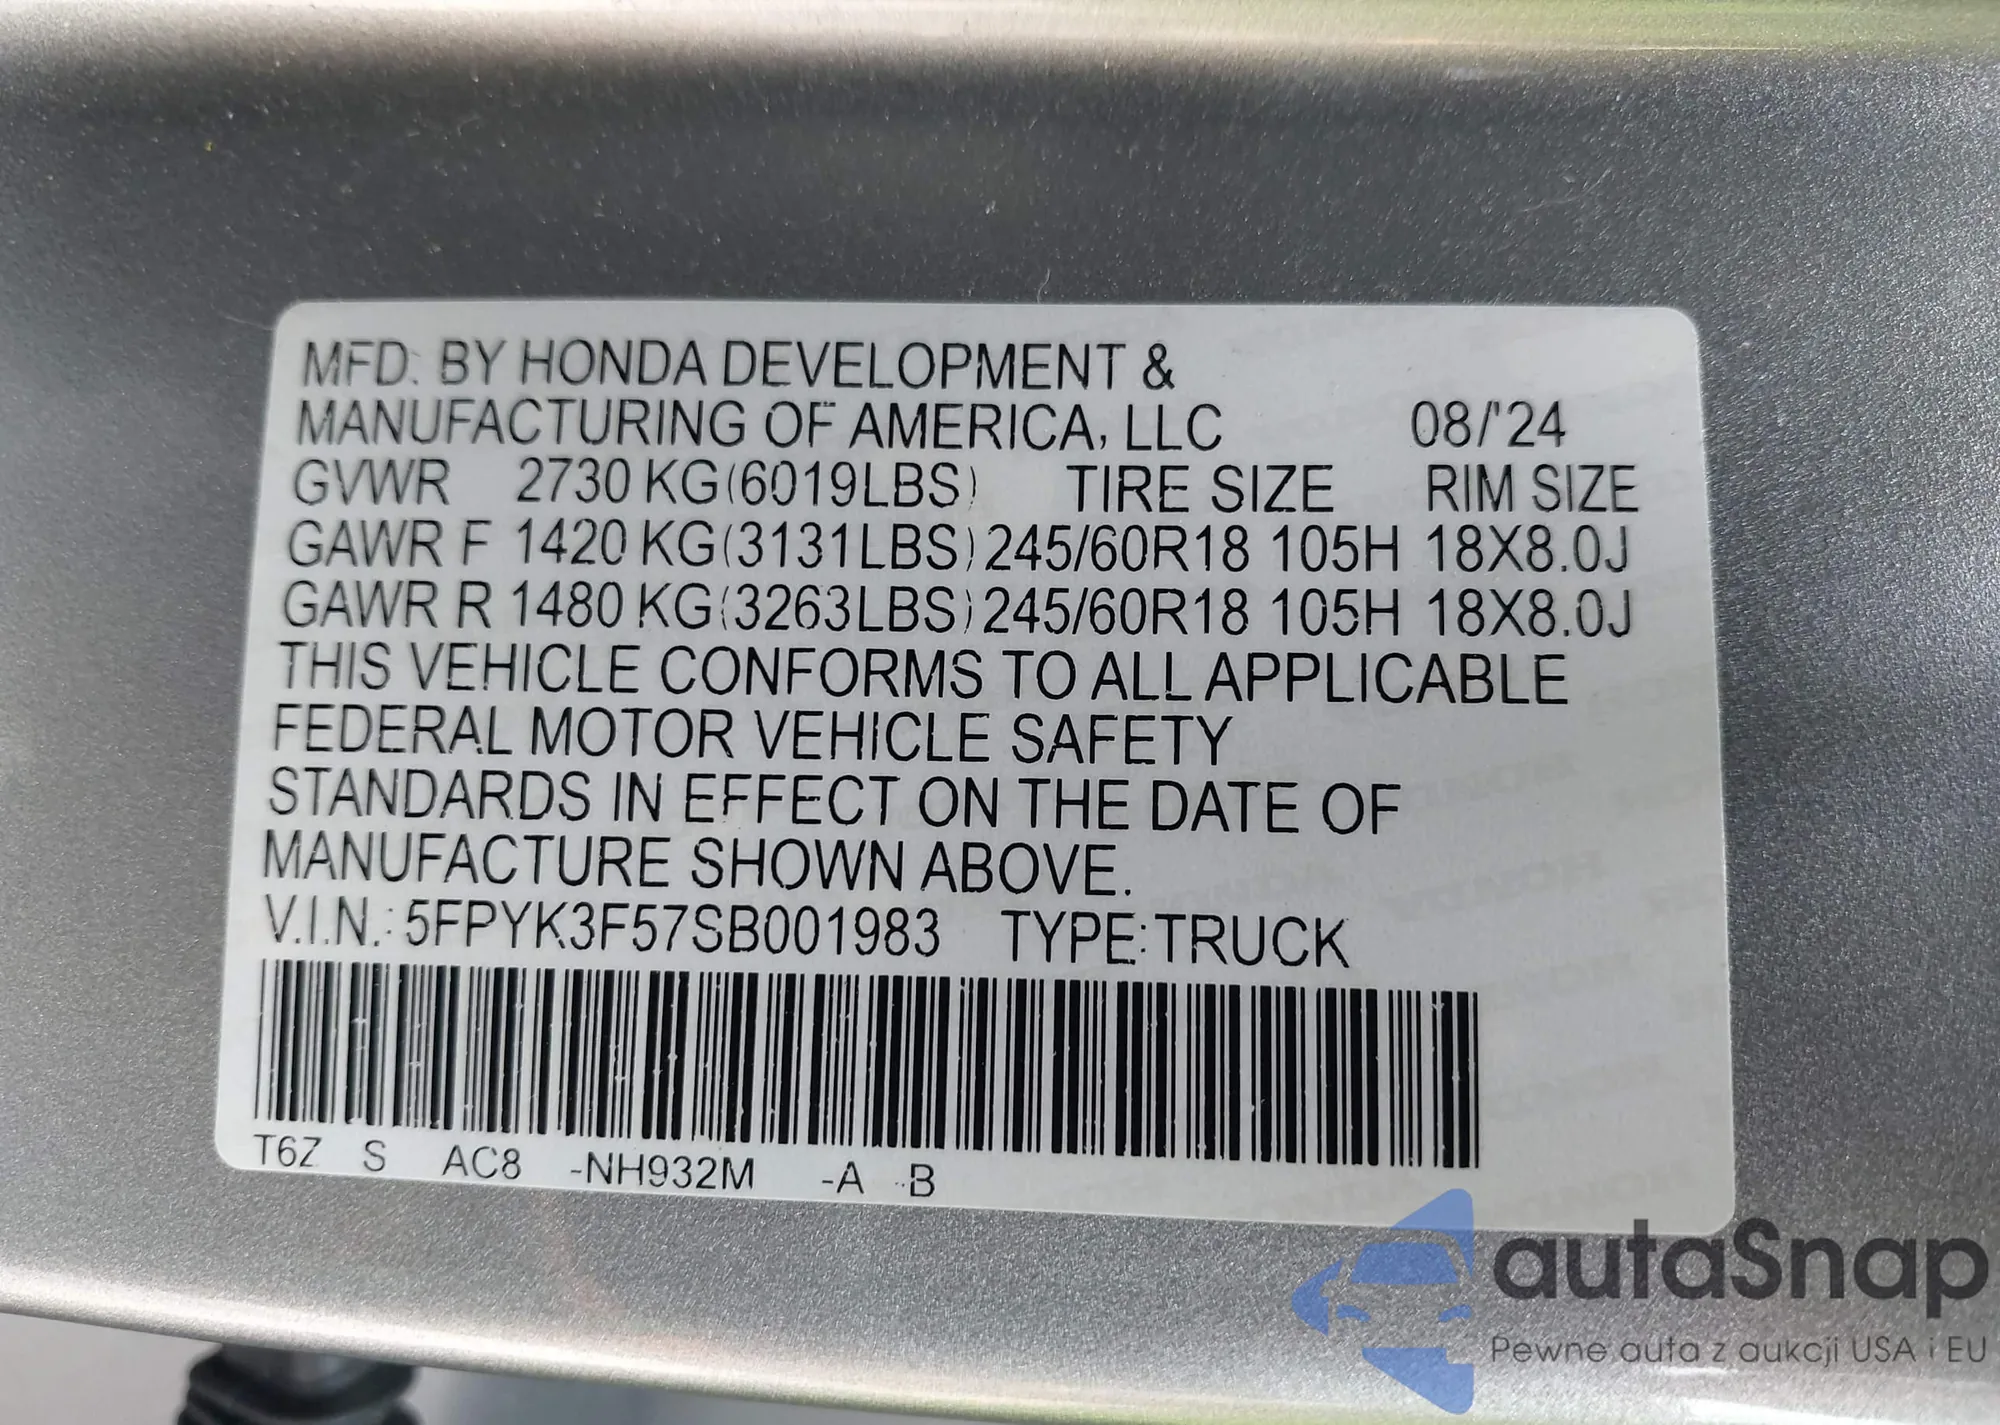 MFD. BY HONDA DEVELOPMENT &
MANUFACTURING OF AMERICA, LLC 08/'24
GVWR 2730 KG(6019LBS) TIRE SIZE RIM SIZE
GAWR F 1420 KG(3131LBS) 245/60R18 105H 18X8.0J
GAWR R 1480 KG(3263LBS) 245/60R18 105H 18X8.0J
THIS VEHICLE CONFORMS TO ALL APPLICABLE
FEDERAL MOTOR VEHICLE SAFETY
STANDARDS IN EFFECT ON THE DATE OF
MANUFACTURE SHOWN ABOVE.
V.I.N.: 5FPYK3F57SB001983 TYPE:TRUCK
T6Z S AC8 -NH932M -A -B
autaSnap
Pewne auta z aukcji USA i EU